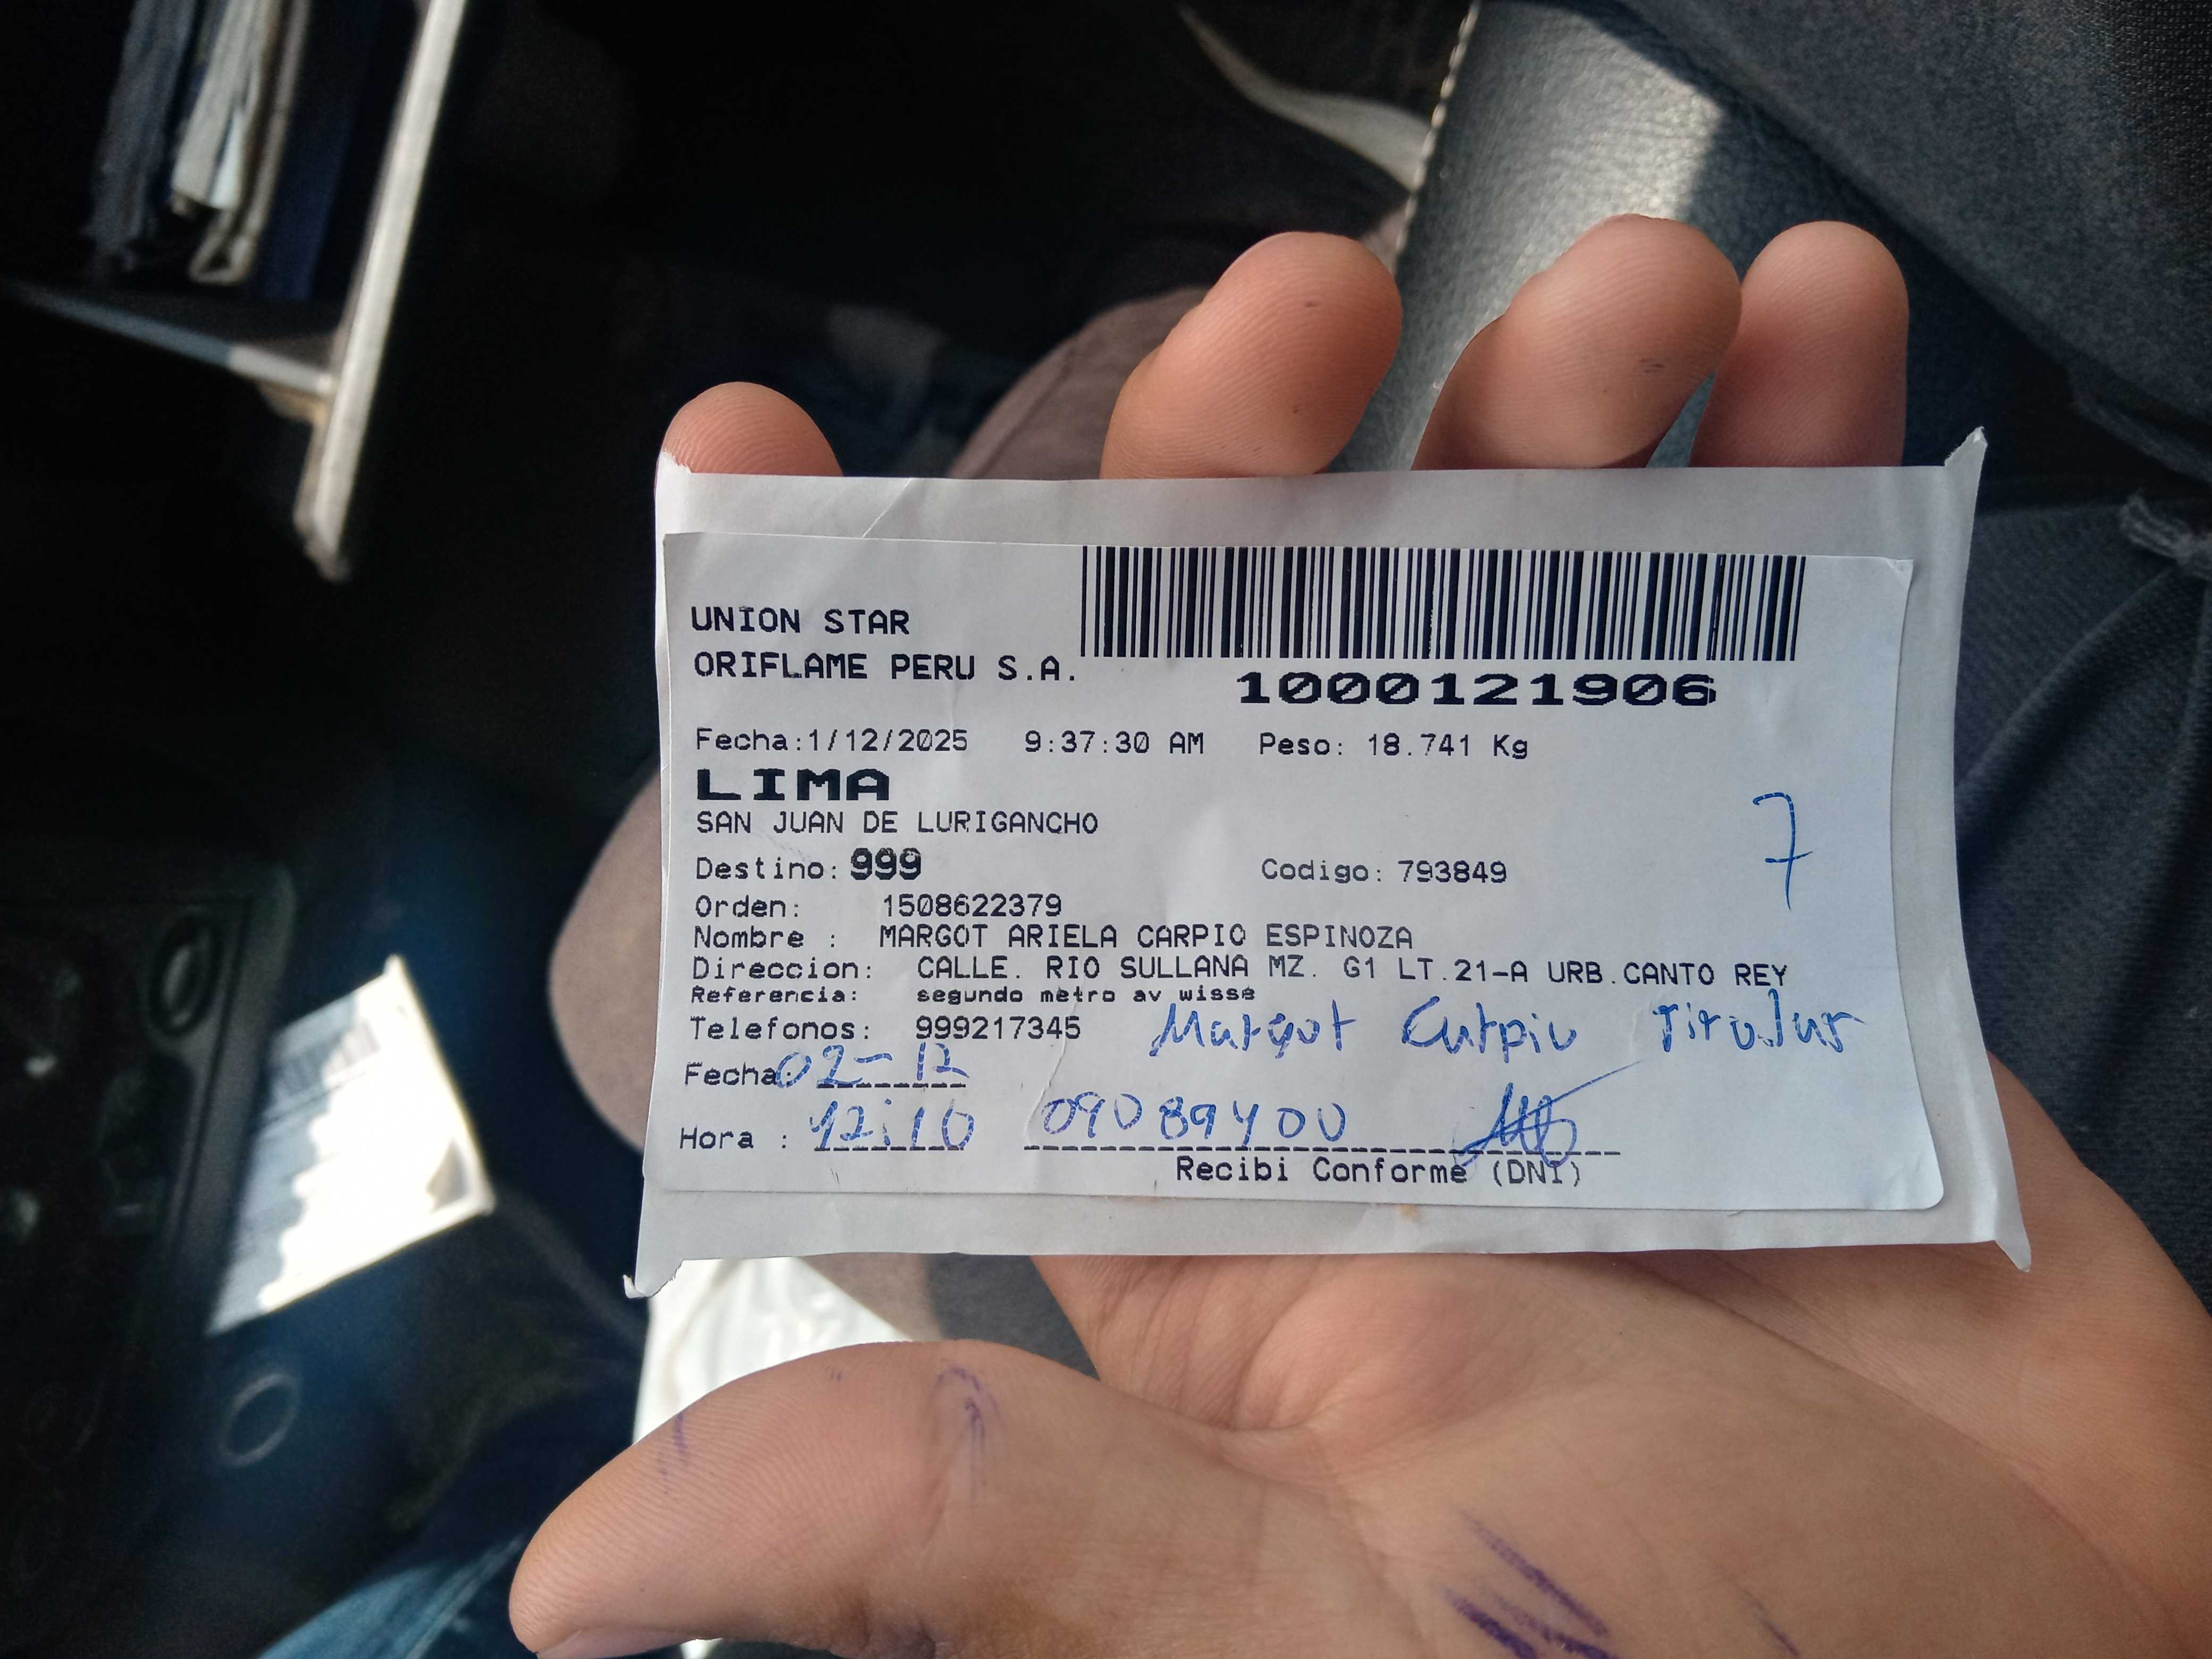 UNION STAR
ORIFLAME PERU S.A.
1000121906
Fecha:1/12/2025 9:37:30 AM Peso: 18.741 Kg
LIMA
SAN JUAN DE LURIGANCHO
7
Destino: 999 Codigo: 793849
Orden: 1508622379
Nombre : MARGOT ARIELA CARPIO ESPINOZA
Direccion: CALLE. RIO SULLANA MZ. G1 LT.21-A URB.CANTO REY
Referencia: segundo metro av wisse
Telefonos: 999217345 Margot Carpio Titular
Fecha: 02-12
Hora : 12:10 09089400
Recibi Conforme (DNI)